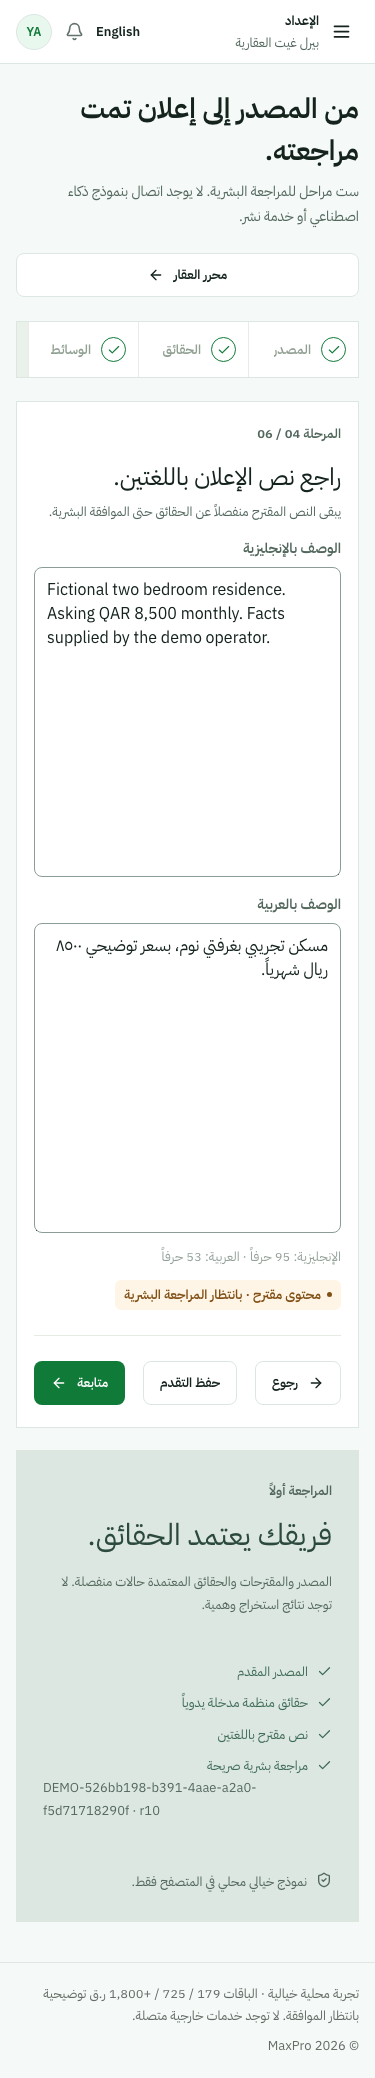 الإعداد
بيرل غيت العقارية
English
YA
من المصدر إلى إعلان تمت
مراجعته.
ست مراحل للمراجعة البشرية. لا يوجد اتصال بنموذج ذكاء
اصطناعي أو خدمة نشر.
محرر العقار
المصدر
الحقائق
الوسائط
المرحلة 04 / 06
راجع نص الإعلان باللغتين.
يبقى النص المقترح منفصلاً عن الحقائق حتى الموافقة البشرية.
الوصف بالإنجليزية
Fictional two bedroom residence.
Asking QAR 8,500 monthly. Facts
supplied by the demo operator.
الوصف بالعربية
مسكن تجريبي بغرفتي نوم، بسعر توضيحي ٨٥٠٠
ريال شهرياً.
الإنجليزية: 95 حرفاً · العربية: 53 حرفاً
محتوى مقترح · بانتظار المراجعة البشرية
رجوع
حفظ التقدم
متابعة
المراجعة أولاً
فريقك يعتمد الحقائق.
المصدر والمقترحات والحقائق المعتمدة حالات منفصلة. لا
توجد نتائج استخراج وهمية.
المصدر المقدم
حقائق منظمة مدخلة يدوياً
نص مقترح باللغتين
مراجعة بشرية صريحة
DEMO-526bb198-b391-4aae-a2a0-
f5d71718290f · r10
نموذج خيالي محلي في المتصفح فقط.
تجربة محلية خيالية · الباقات 179 / 725 / +1,800 ر.ق توضيحية
بانتظار الموافقة. لا توجد خدمات خارجية متصلة.
© 2026 MaxPro